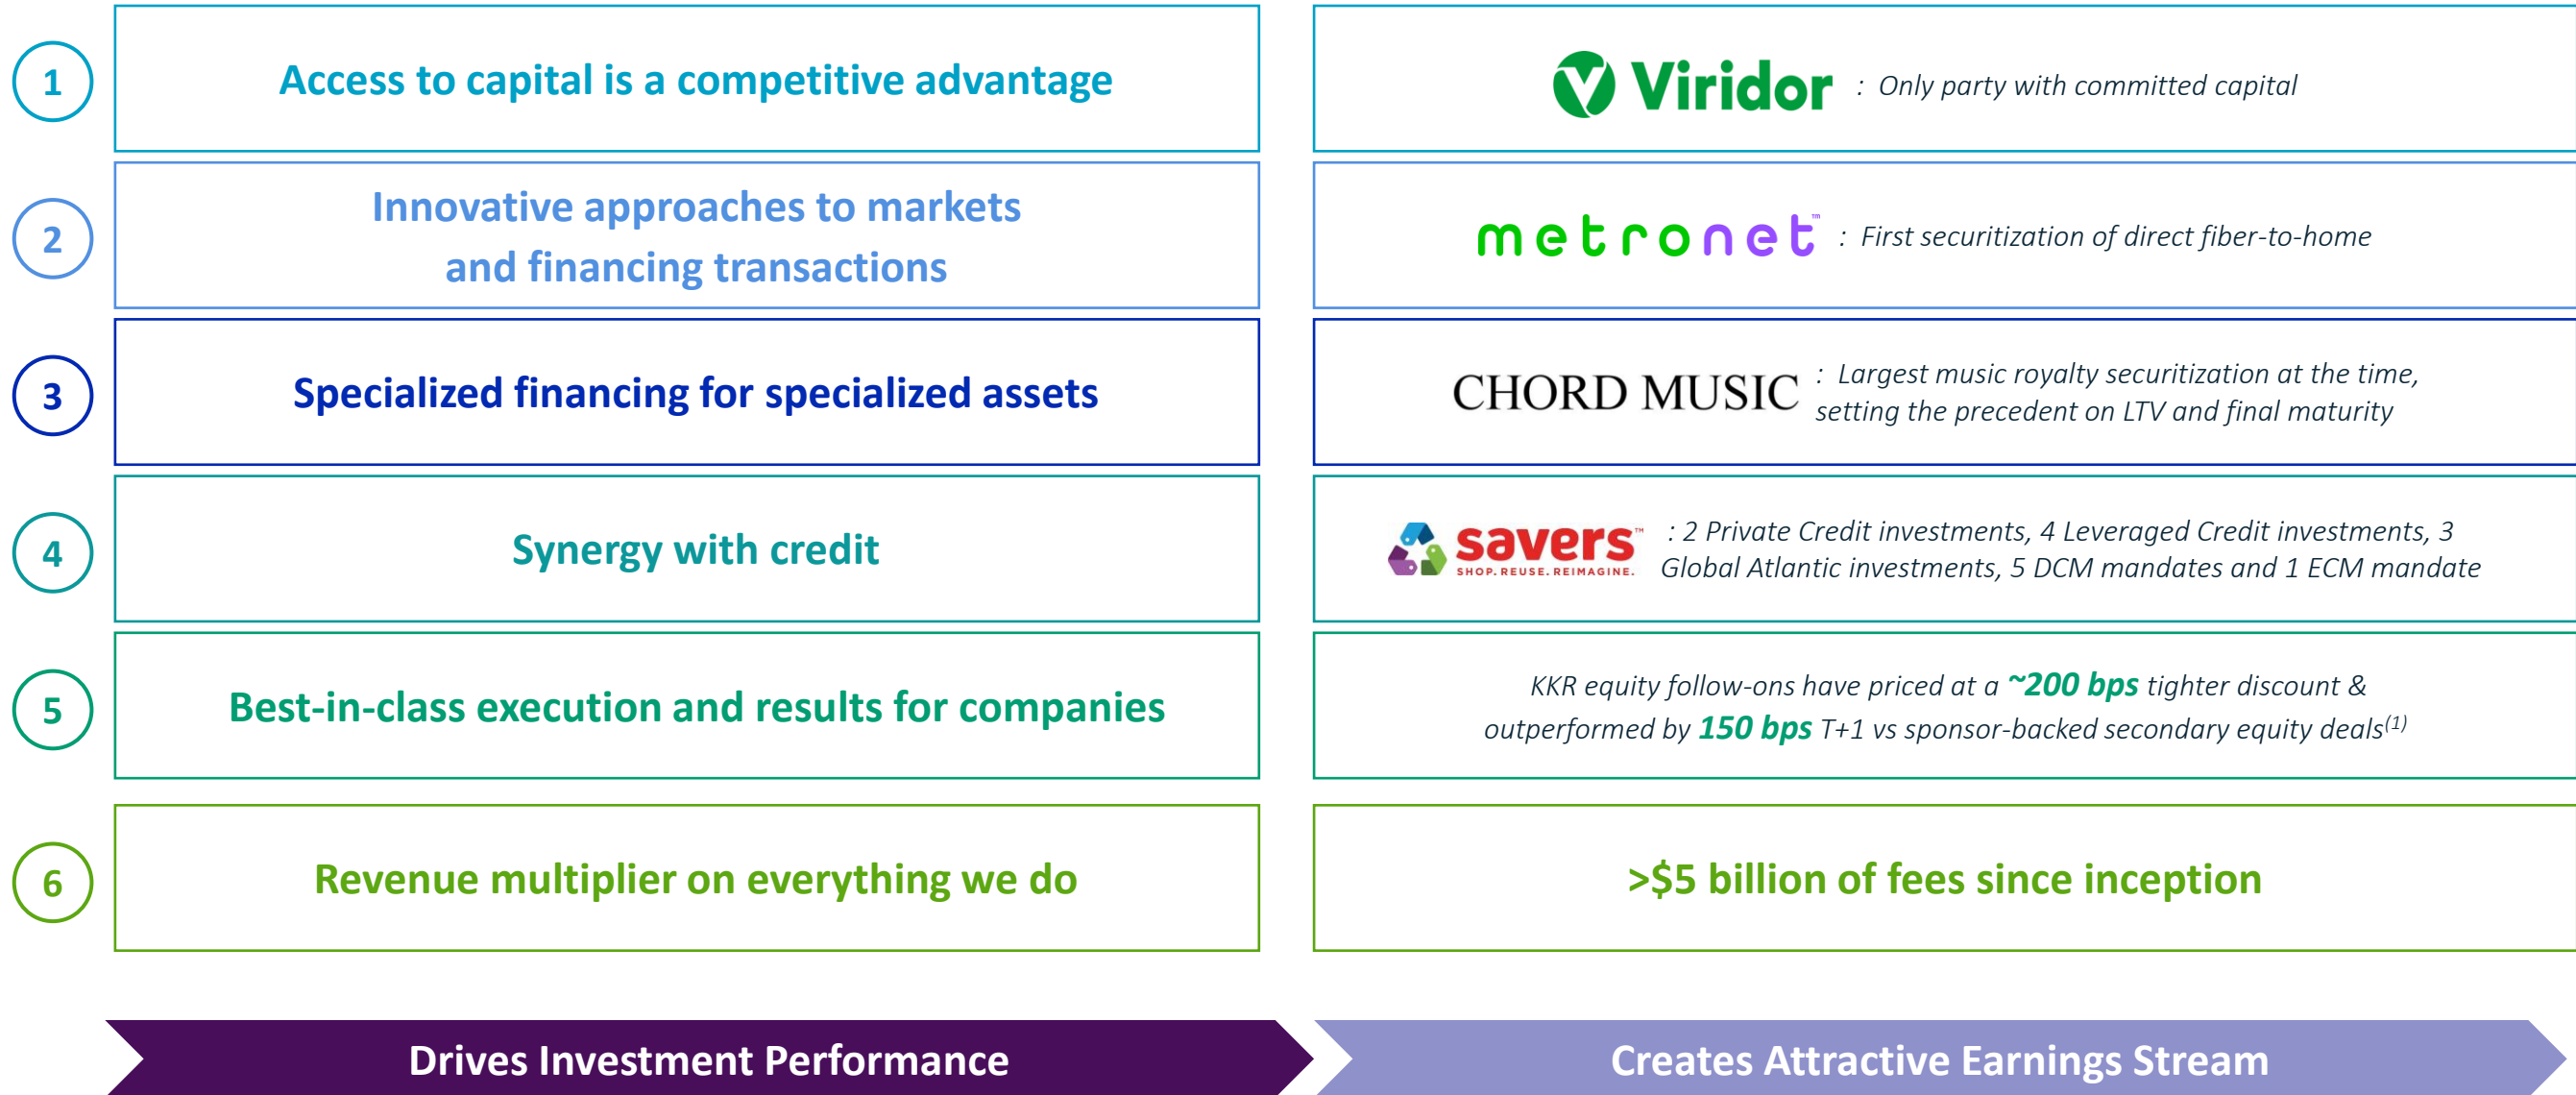 1
Access to capital is a competitive advantage
Viridor : Only party with committed capital
2
Innovative approaches to markets
and financing transactions
metronet™ : First securitization of direct fiber-to-home
3
Specialized financing for specialized assets
CHORD MUSIC : Largest music royalty securitization at the time,
setting the precedent on LTV and final maturity
4
Synergy with credit
savers™ : 2 Private Credit investments, 4 Leveraged Credit investments, 3
SHOP. REUSE. REIMAGINE. Global Atlantic investments, 5 DCM mandates and 1 ECM mandate
5
Best-in-class execution and results for companies
KKR equity follow-ons have priced at a ~200 bps tighter discount &
outperformed by 150 bps T+1 vs sponsor-backed secondary equity deals(1)
6
Revenue multiplier on everything we do
>$5 billion of fees since inception
Drives Investment Performance
Creates Attractive Earnings Stream